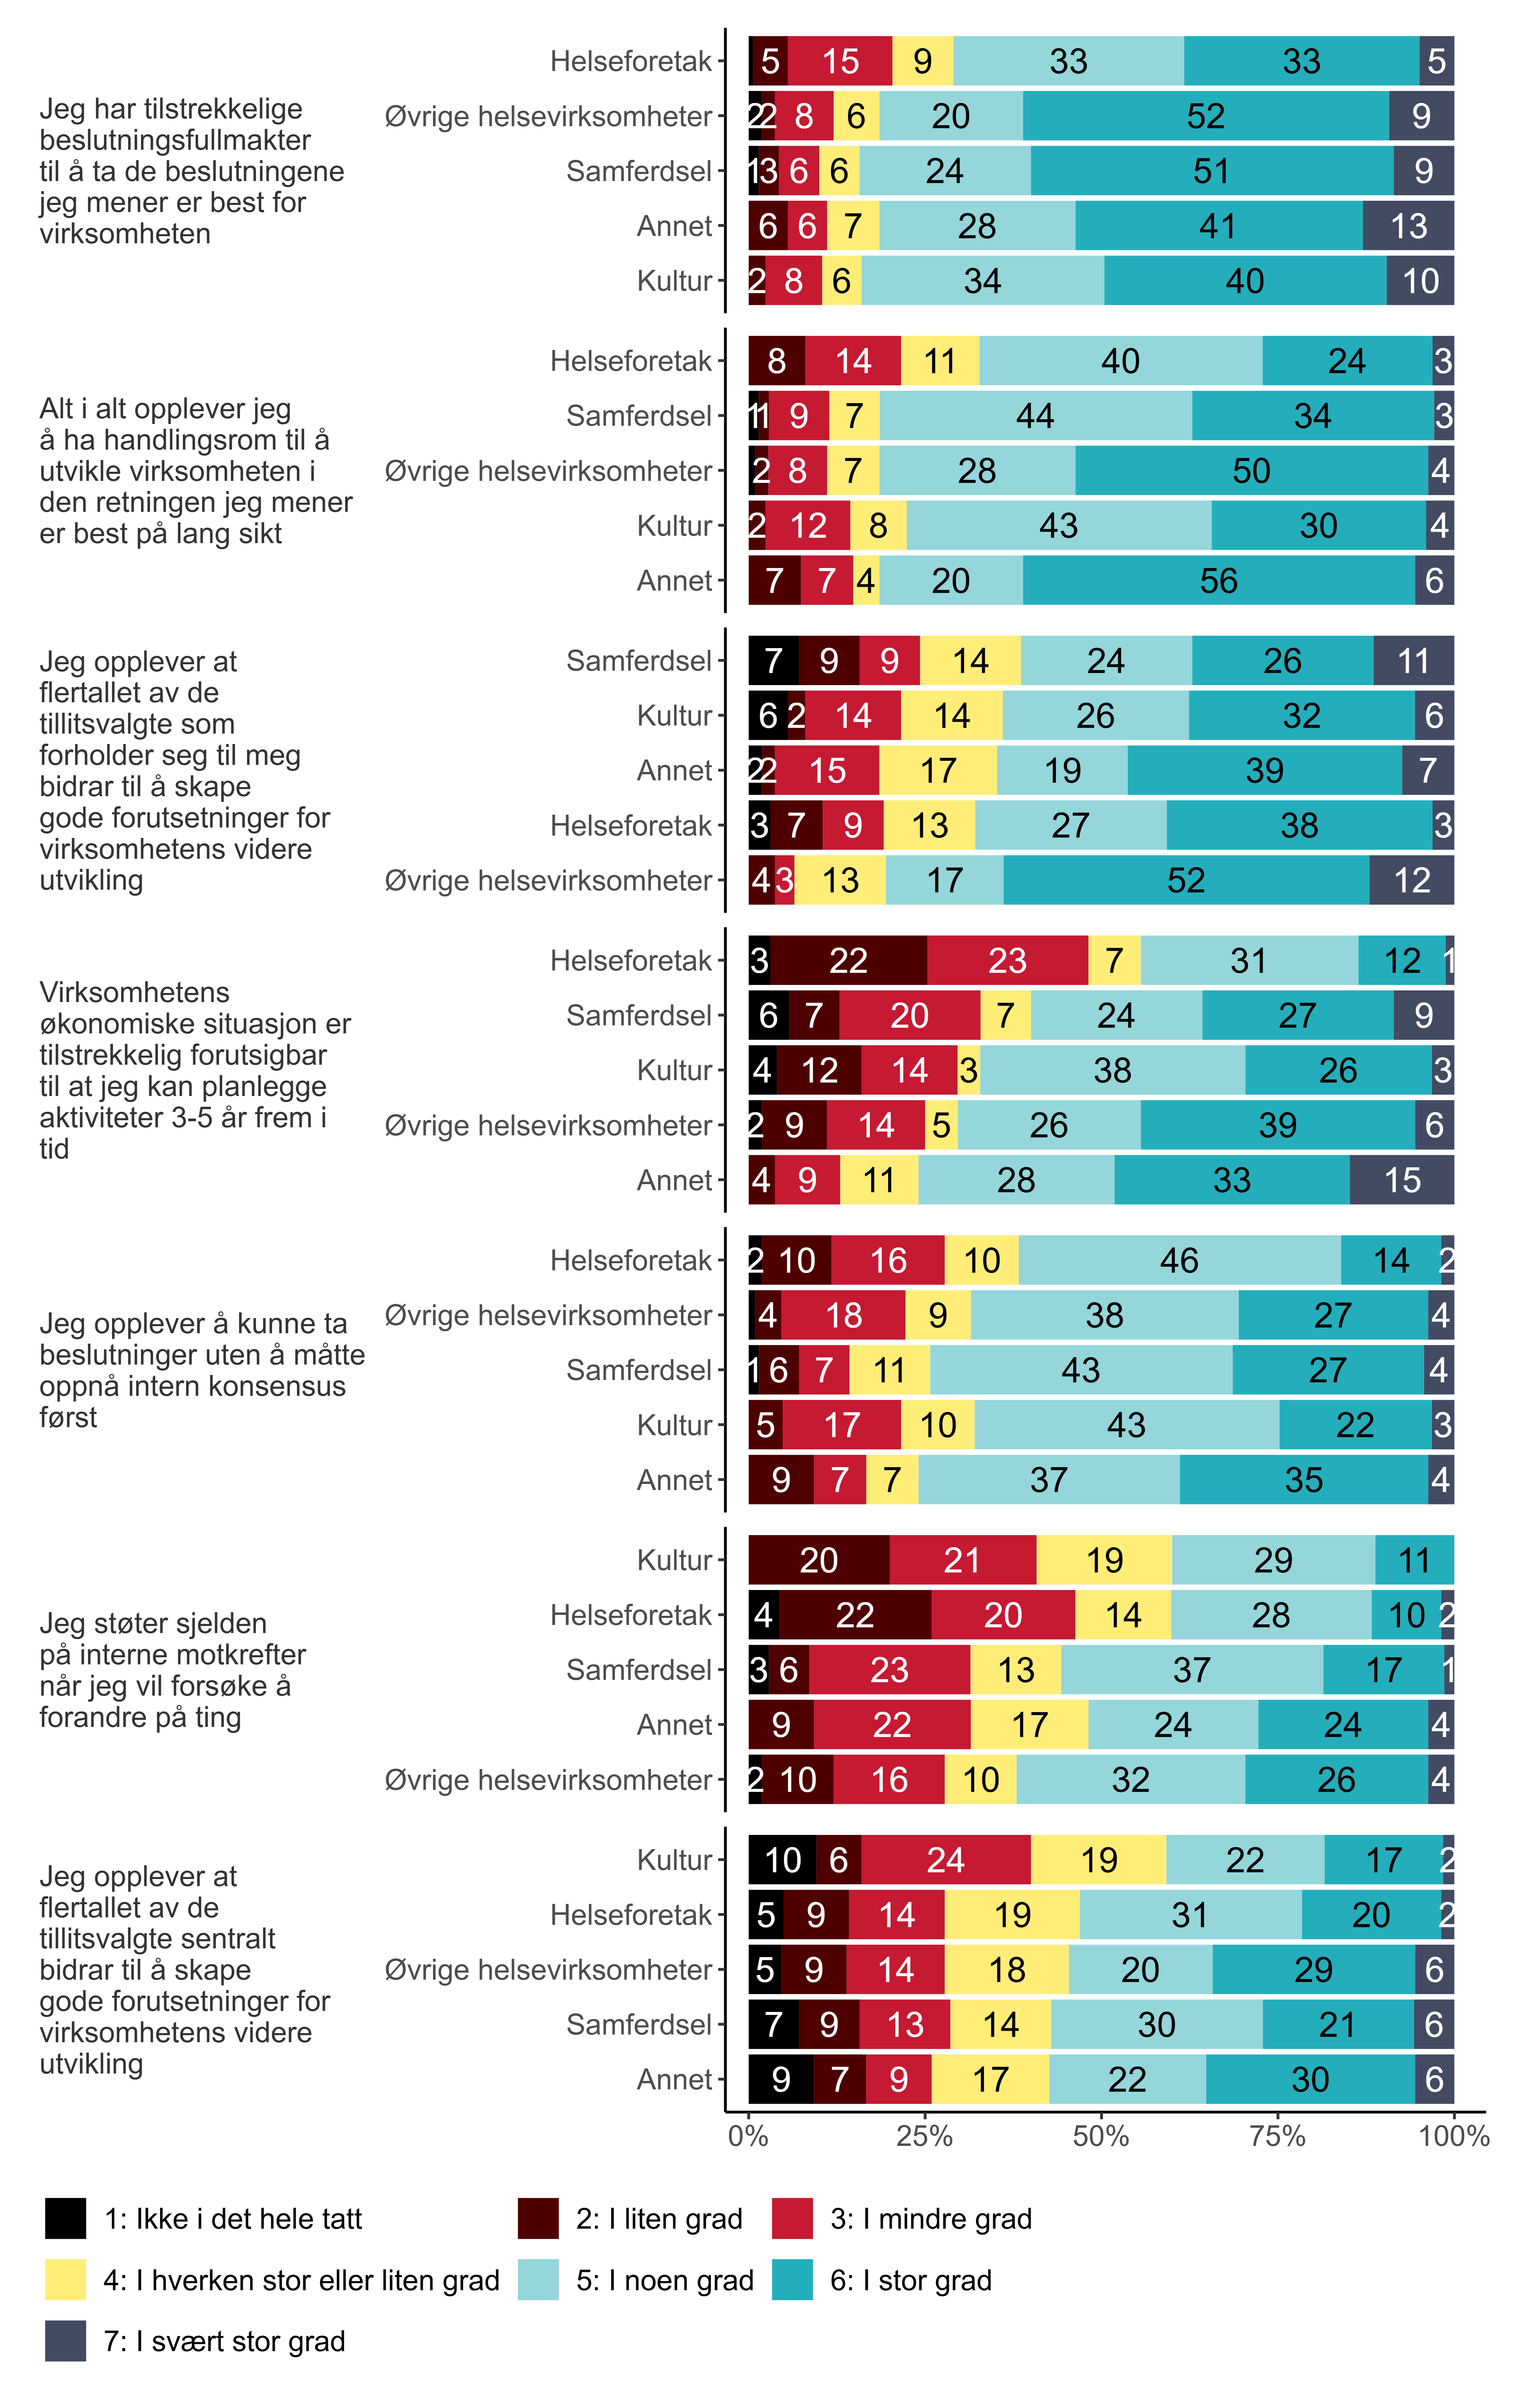 Jeg har tilstrekkelige
beslutningsfullmakter
til å ta de beslutningene
jeg mener er best for
virksomheten
Helseforetak 5 15 9 33 33 5
Øvrige helsevirksomheter 2 2 8 6 20 52 9
Samferdsel 1 3 6 6 24 51 9
Annet 6 6 7 28 41 13
Kultur 2 8 6 34 40 10
Alt i alt opplever jeg
å ha handlingsrom til å
utvikle virksomheten i
den retningen jeg mener
er best på lang sikt
Helseforetak 8 14 11 40 24 3
Samferdsel 1 1 9 7 44 34 3
Øvrige helsevirksomheter 2 8 7 28 50 4
Kultur 2 12 8 43 30 4
Annet 7 7 4 20 56 6
Jeg opplever at
flertallet av de
tillitsvalgte som
forholder seg til meg
bidrar til å skape
gode forutsetninger for
virksomhetens videre
utvikling
Samferdsel 7 9 9 14 24 26 11
Kultur 6 2 14 14 26 32 6
Annet 2 2 15 17 19 39 7
Helseforetak 3 7 9 13 27 38 3
Øvrige helsevirksomheter 4 3 13 17 52 12
Virksomhetens
økonomiske situasjon er
tilstrekkelig forutsigbar
til at jeg kan planlegge
aktiviteter 3-5 år frem i
tid
Helseforetak 3 22 23 7 31 12 1
Samferdsel 6 7 20 7 24 27 9
Kultur 4 12 14 3 38 26 3
Øvrige helsevirksomheter 2 9 14 5 26 39 6
Annet 4 9 11 28 33 15
Jeg opplever å kunne ta
beslutninger uten å måtte
oppnå intern konsensus
først
Helseforetak 2 10 16 10 46 14 2
Øvrige helsevirksomheter 4 18 9 38 27 4
Samferdsel 1 6 7 11 43 27 4
Kultur 5 17 10 43 22 3
Annet 9 7 7 37 35 4
Jeg støter sjelden
på interne motkrefter
når jeg vil forsøke å
forandre på ting
Kultur 20 21 19 29 11
Helseforetak 4 22 20 14 28 10 2
Samferdsel 3 6 23 13 37 17 1
Annet 9 22 17 24 24 4
Øvrige helsevirksomheter 2 10 16 10 32 26 4
Jeg opplever at
flertallet av de
tillitsvalgte sentralt
bidrar til å skape
gode forutsetninger for
virksomhetens videre
utvikling
Kultur 10 6 24 19 22 17 2
Helseforetak 5 9 14 19 31 20 2
Øvrige helsevirksomheter 5 9 14 18 20 29 6
Samferdsel 7 9 13 14 30 21 6
Annet 9 7 9 17 22 30 6
0% 25% 50% 75% 100%
1: Ikke i det hele tatt 2: I liten grad 3: I mindre grad
4: I hverken stor eller liten grad 5: I noen grad 6: I stor grad
7: I svært stor grad